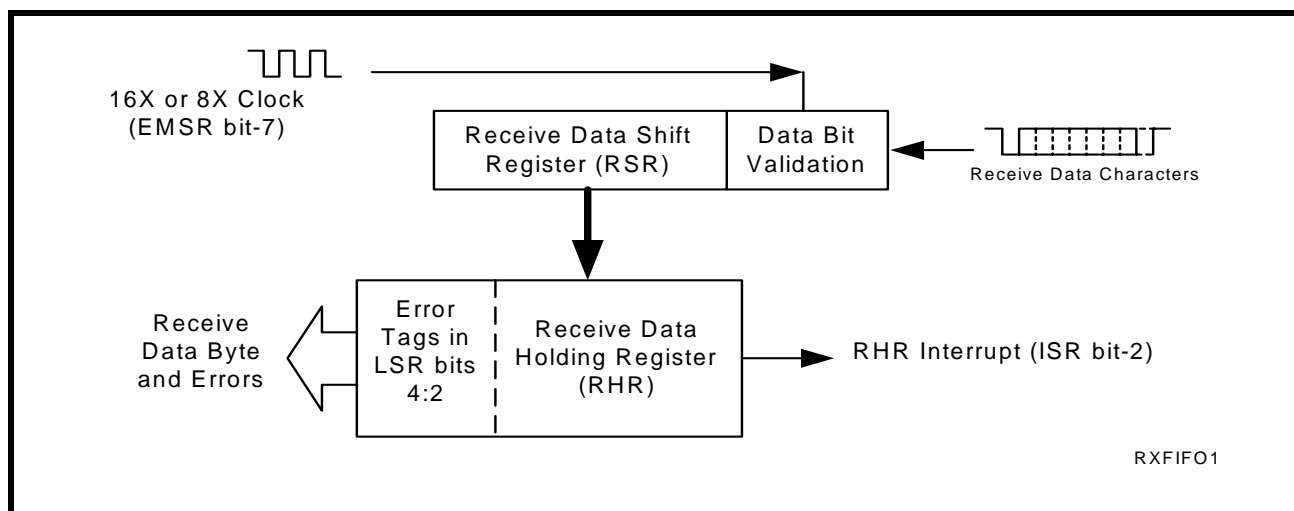 16X or 8X Clock
(EMSR bit-7)
Receive Data Shift
Register (RSR)
Data Bit
Validation
Receive Data Characters
Receive
Data Byte
and Errors
Error
Tags in
LSR bits
4:2
Receive Data
Holding Register
(RHR)
RHR Interrupt (ISR bit-2)
RXFIFO1